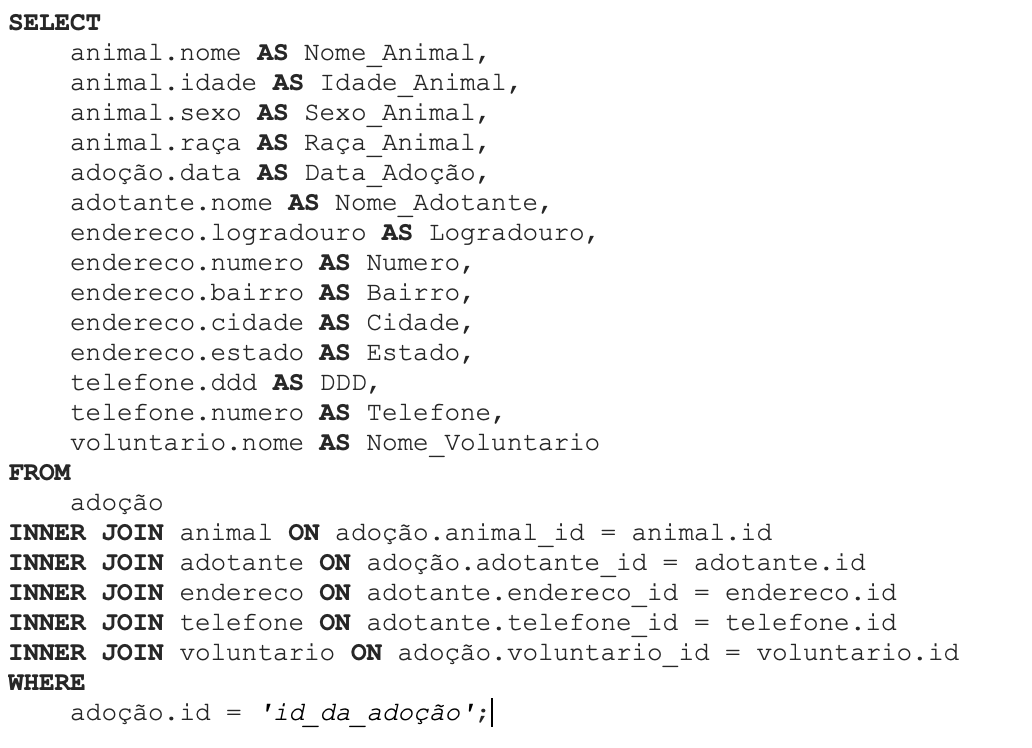 SELECT
animal.nome AS Nome_Animal,
animal.idade AS Idade_Animal,
animal.sexo AS Sexo_Animal,
animal.raça AS Raça_Animal,
adoção.data AS Data_Adoção,
adotante.nome AS Nome_Adotante,
endereco.logradouro AS Logradouro,
endereco.numero AS Numero,
endereco.bairro AS Bairro,
endereco.cidade AS Cidade,
endereco.estado AS Estado,
telefone.ddd AS DDD,
telefone.numero AS Telefone,
voluntario.nome AS Nome_Voluntario
FROM
adoção
INNER JOIN animal ON adoção.animal_id = animal.id
INNER JOIN adotante ON adoção.adotante_id = adotante.id
INNER JOIN endereco ON adotante.endereco_id = endereco.id
INNER JOIN telefone ON adotante.telefone_id = telefone.id
INNER JOIN voluntario ON adoção.voluntario_id = voluntario.id
WHERE
adoção.id = 'id_da_adoção';